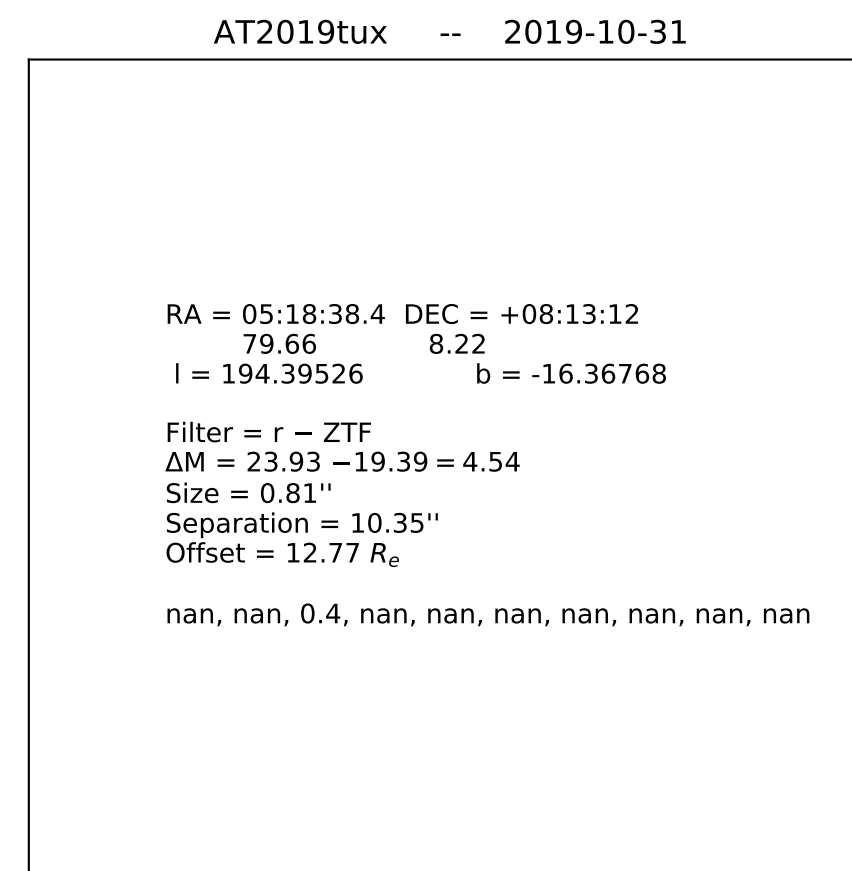 AT2019tux -- 2019-10-31
RA = 05:18:38.4 DEC = +08:13:12
79.66 8.22
l = 194.39526 b = -16.36768
Filter = r − ZTF
ΔM = 23.93 −19.39 = 4.54
Size = 0.81''
Separation = 10.35''
Offset = 12.77 Rₑ
nan, nan, 0.4, nan, nan, nan, nan, nan, nan, nan